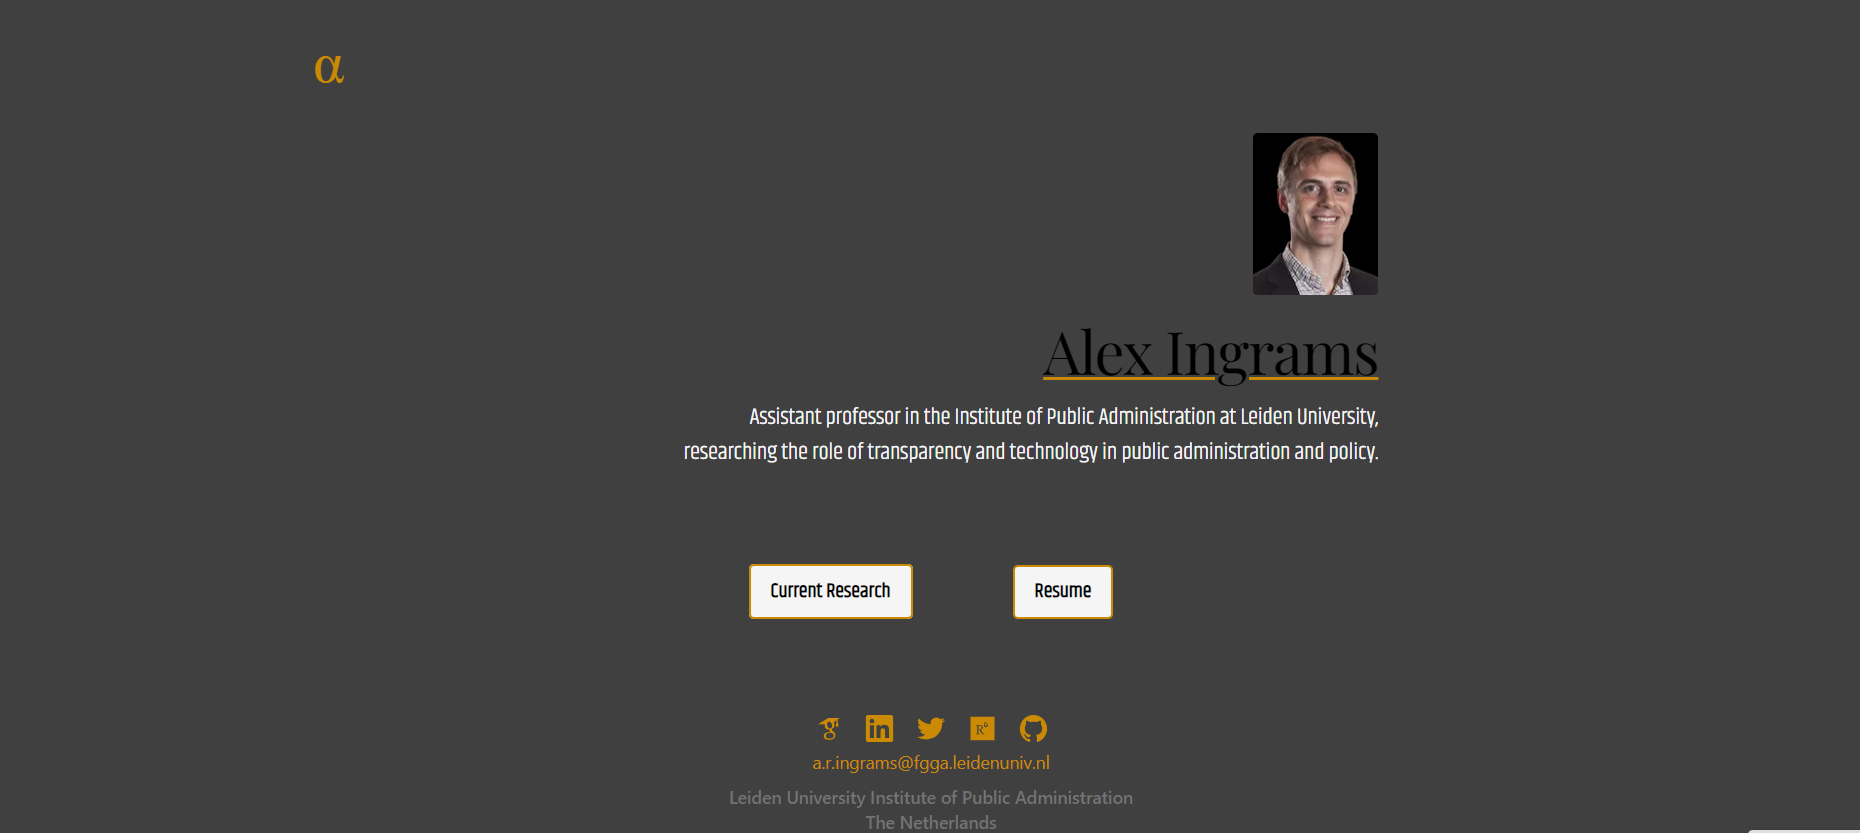 α
Alex Ingrams
Assistant professor in the Institute of Public Administration at Leiden University,
researching the role of transparency and technology in public administration and policy.
Current Research
Resume
g in R G
a.r.ingrams@fgga.leidenuniv.nl
Leiden University Institute of Public Administration
The Netherlands